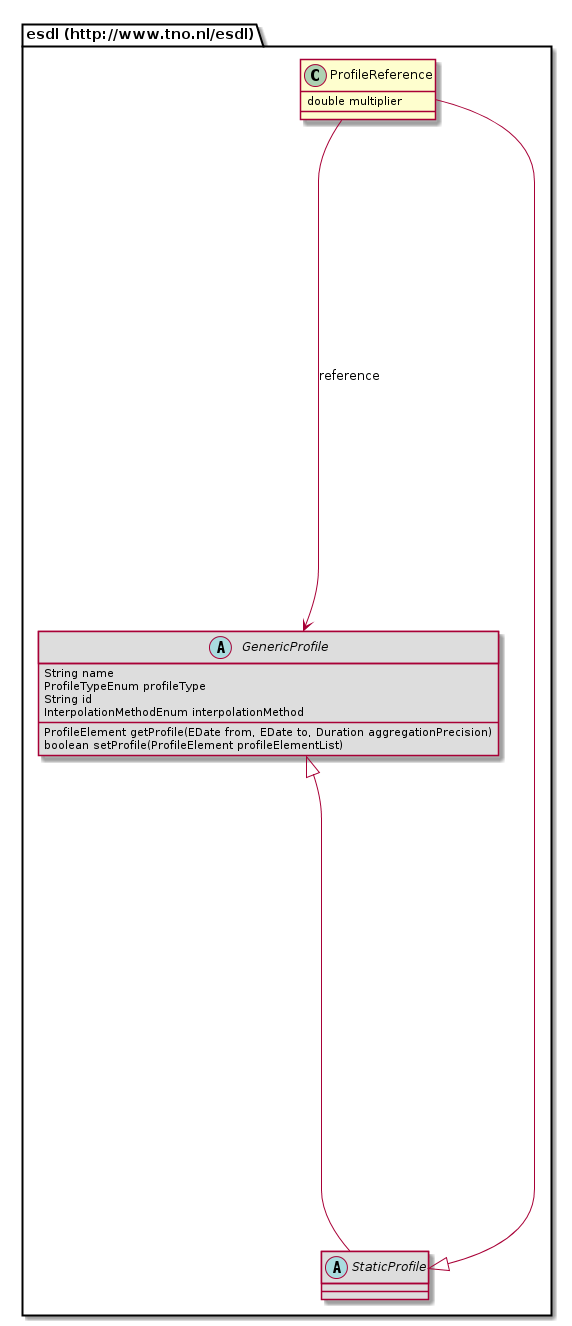 esdl (http://www.tno.nl/esdl)
C ProfileReference
double multiplier
reference
A GenericProfile
String name
ProfileTypeEnum profileType
String id
InterpolationMethodEnum interpolationMethod
ProfileElement getProfile(EDate from, EDate to, Duration aggregationPrecision)
boolean setProfile(ProfileElement profileElementList)
A StaticProfile